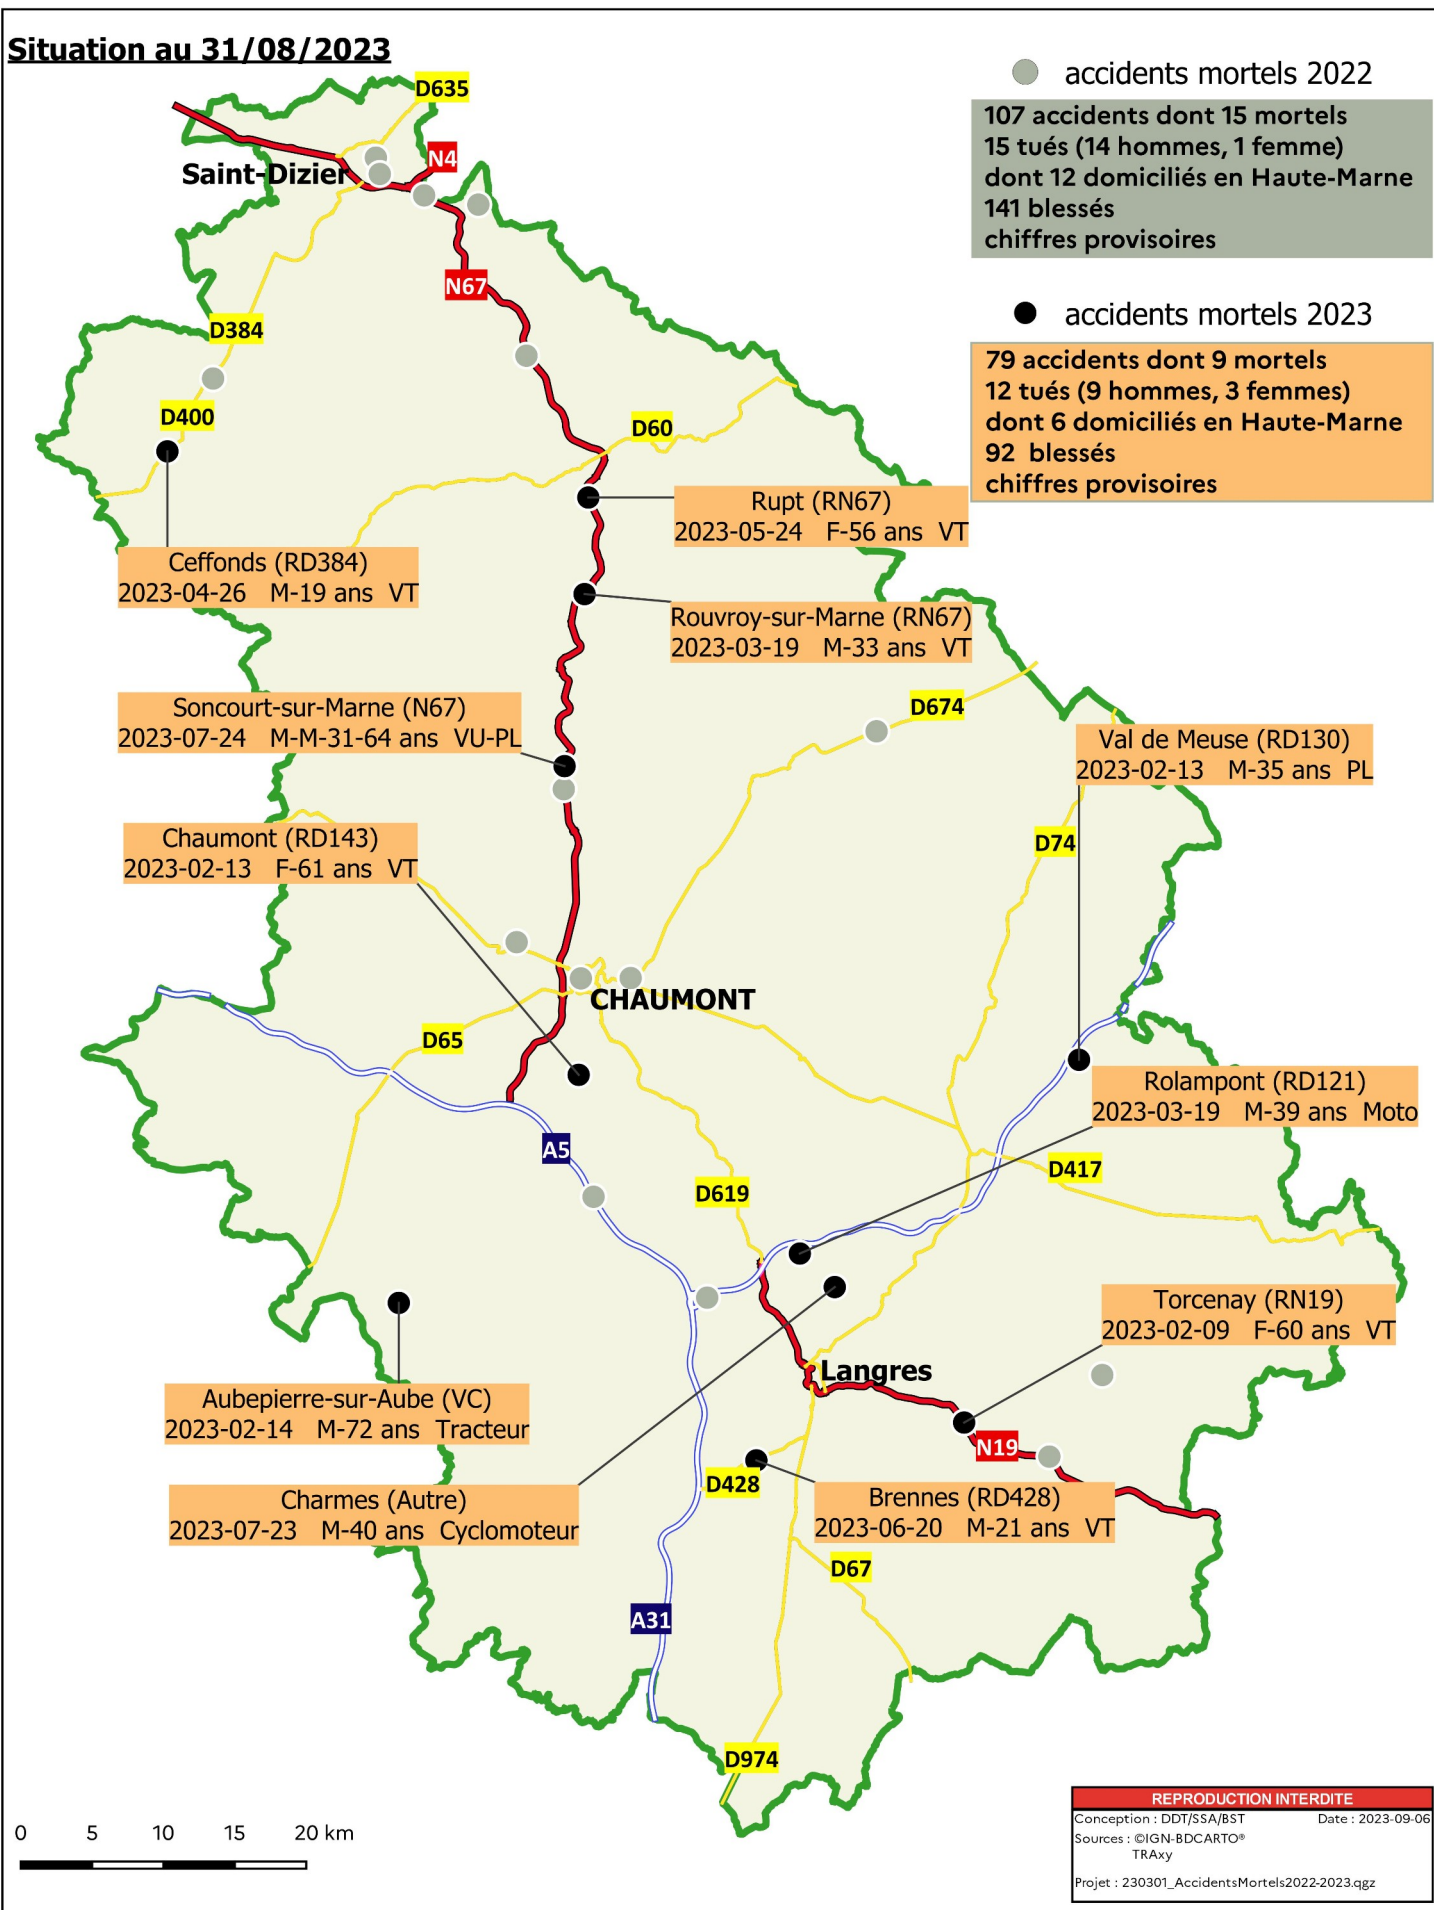 Situation au 31/08/2023
accidents mortels 2022
107 accidents dont 15 mortels
15 tués (14 hommes, 1 femme)
dont 12 domiciliés en Haute-Marne
141 blessés
chiffres provisoires
accidents mortels 2023
79 accidents dont 9 mortels
12 tués (9 hommes, 3 femmes)
dont 6 domiciliés en Haute-Marne
92 blessés
chiffres provisoires
D635
N4
Saint-Dizier
N67
D384
D400
D60
Rupt (RN67)
2023-05-24 F-56 ans VT
Ceffonds (RD384)
2023-04-26 M-19 ans VT
Rouvroy-sur-Marne (RN67)
2023-03-19 M-33 ans VT
Soncourt-sur-Marne (N67)
2023-07-24 M-M-31-64 ans VU-PL
D674
Val de Meuse (RD130)
2023-02-13 M-35 ans PL
Chaumont (RD143)
2023-02-13 F-61 ans VT
D74
CHAUMONT
D65
Rolampont (RD121)
2023-03-19 M-39 ans Moto
A5
D619
D417
Torcenay (RN19)
2023-02-09 F-60 ans VT
Langres
Aubepierre-sur-Aube (VC)
2023-02-14 M-72 ans Tracteur
N19
D428
Charmes (Autre)
2023-07-23 M-40 ans Cyclomoteur
Brennes (RD428)
2023-06-20 M-21 ans VT
D67
A31
D974
0 5 10 15 20 km
REPRODUCTION INTERDITE
Conception : DDT/SSA/BST Date : 2023-09-06
Sources : ©IGN-BDCARTO®
TRAxy
Projet : 230301_AccidentsMortels2022-2023.qgz